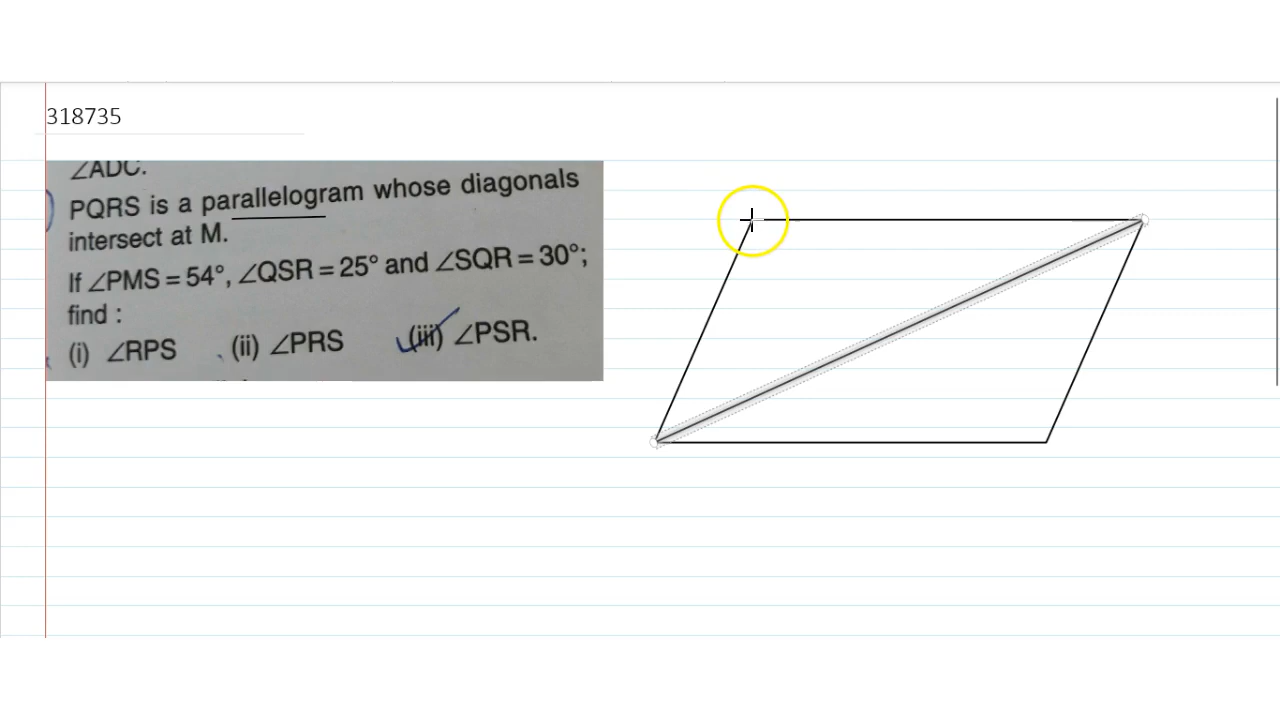 318735
∠ADC.
PQRS is a parallelogram whose diagonals
intersect at M.
If ∠PMS = 54°, ∠QSR = 25° and ∠SQR = 30°;
find :
(i) ∠RPS (ii) ∠PRS (iii) ∠PSR.